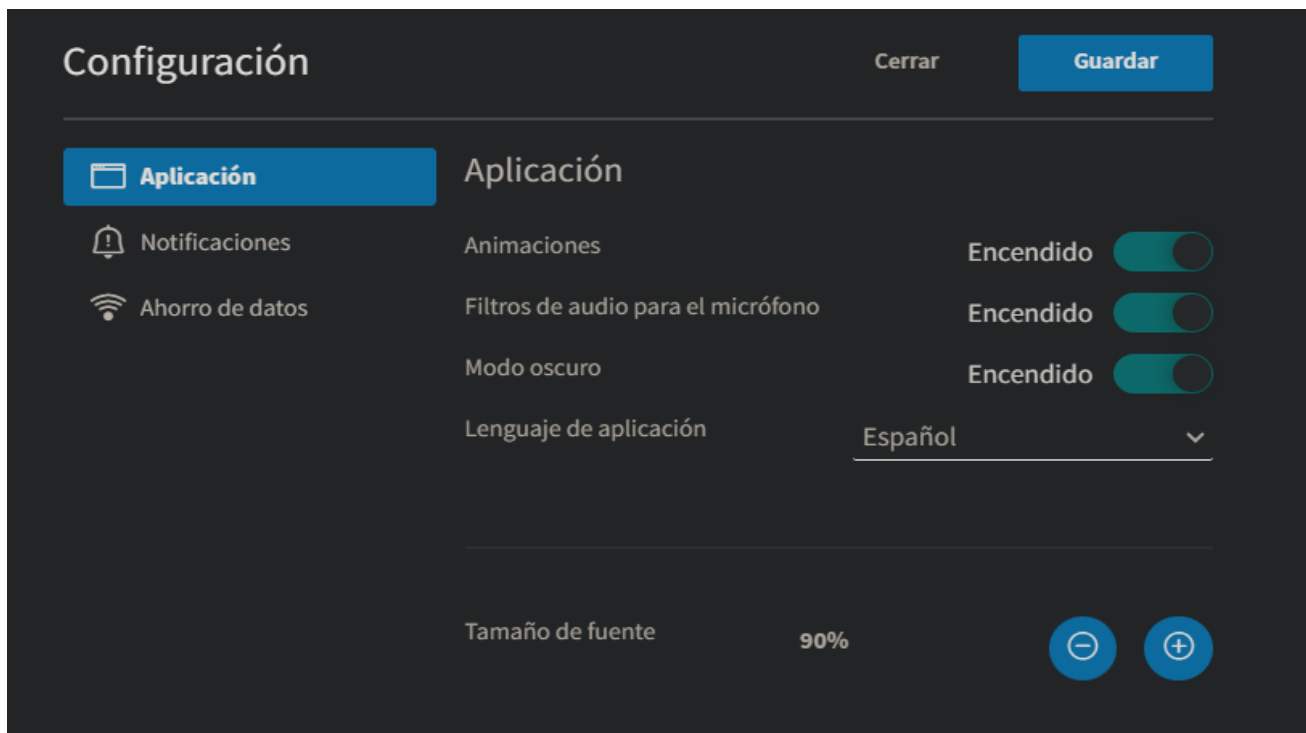 Configuración
Cerrar
Guardar
Aplicación
Notificaciones
Ahorro de datos
Aplicación
Animaciones
Encendido
Filtros de audio para el micrófono
Encendido
Modo oscuro
Encendido
Lenguaje de aplicación
Español
Tamaño de fuente
90%